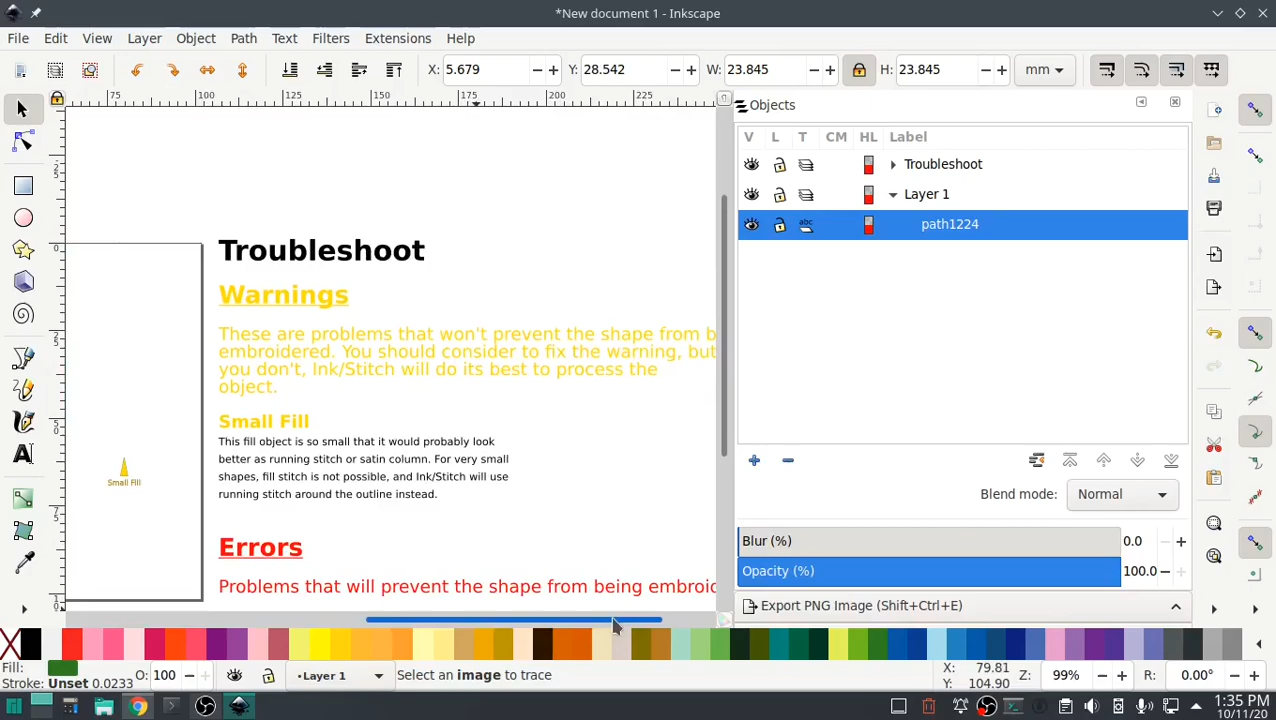 *New document 1 - Inkscape
File Edit View Layer Object Path Text Filters Extensions Help
X: 5.679 Y: 28.542 W: 23.845 H: 23.845 mm
75 100 125 150 175 200 225
Objects
V L T CM HL Label
Troubleshoot
Layer 1
abc path1224
Troubleshoot
Warnings
These are problems that won't prevent the shape from b
embroidered. You should consider to fix the warning, but
you don't, Ink/Stitch will do its best to process the
object.
Small Fill
This fill object is so small that it would probably look
better as running stitch or satin column. For very small
shapes, fill stitch is not possible, and Ink/Stitch will use
running stitch around the outline instead.
Small Fill
Errors
Problems that will prevent the shape from being embroid
Blend mode: Normal
Blur (%) 0.0
Opacity (%) 100.0
Export PNG Image (Shift+Ctrl+E)
Fill:
Stroke: Unset 0.0233
O: 100
•Layer 1
Select an image to trace
X: 79.81
Y: 104.90
Z: 99%
R: 0.00°
1:35 PM
10/11/20